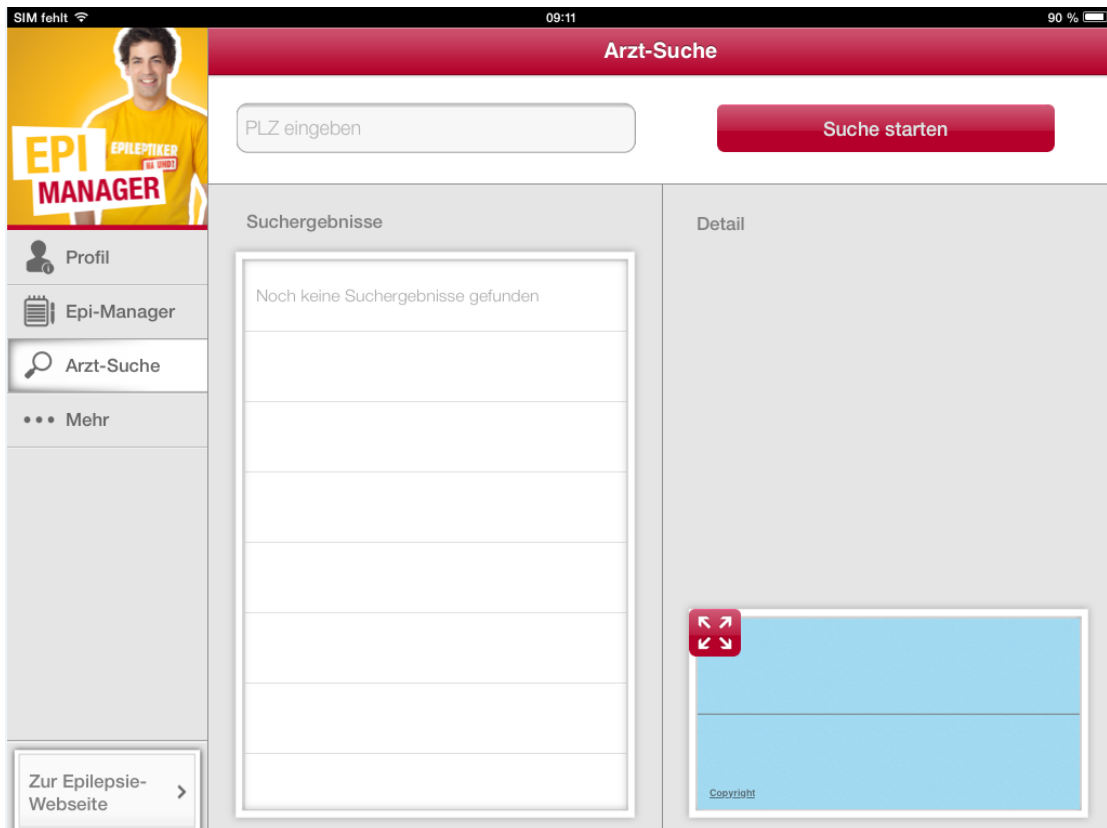 SIM fehlt
09:11
90 %
EPI
MANAGER
EPILEPTIKER
NA UND?
Arzt-Suche
PLZ eingeben
Suche starten
Profil
Epi-Manager
Arzt-Suche
Mehr
Zur Epilepsie-
Webseite
Suchergebnisse
Noch keine Suchergebnisse gefunden
Detail
Copyright